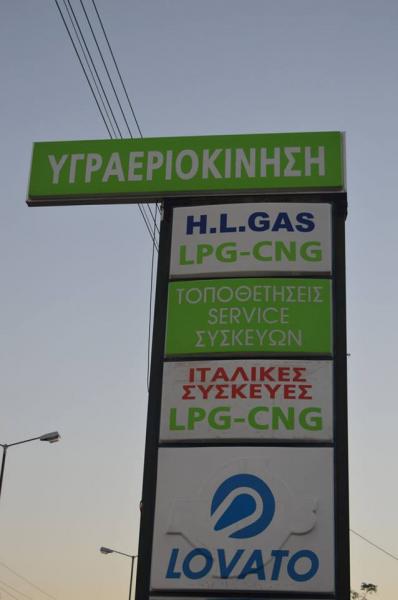 ΥΓΡΑΕΡΙΟΚΙΝΗΣΗ
H.L.GAS
LPG-CNG
ΤΟΠΟΘΕΤΗΣΕΙΣ
SERVICE
ΣΥΣΚΕΥΩΝ
ΙΤΑΛΙΚΕΣ
ΣΥΣΚΕΥΕΣ
LPG-CNG
LOVATO